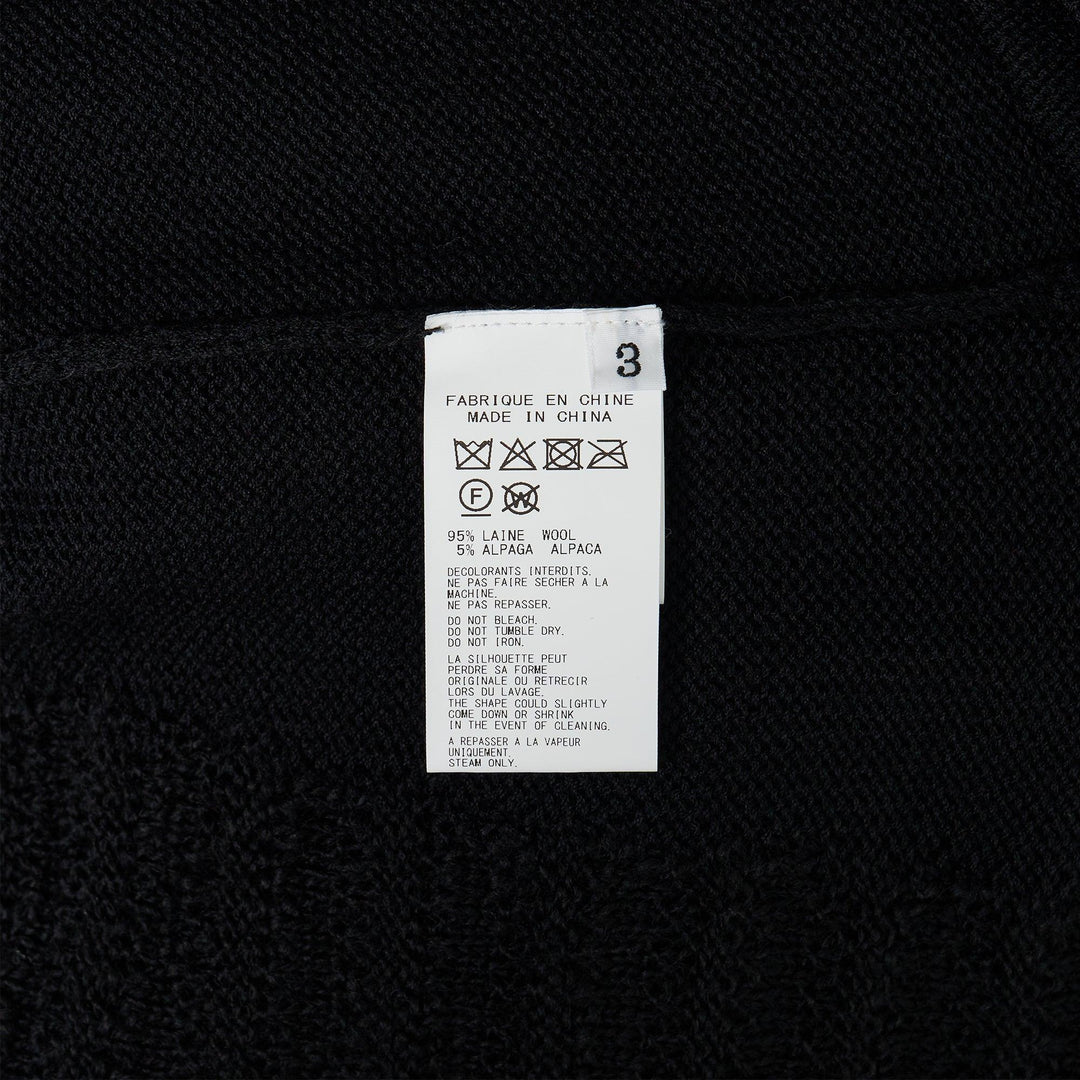 3
FABRIQUE EN CHINE
MADE IN CHINA
F W
95% LAINE WOOL
5% ALPAGA ALPACA
DECOLORANTS INTERDITS.
NE PAS FAIRE SECHER A LA
MACHINE.
NE PAS REPASSER.
DO NOT BLEACH.
DO NOT TUMBLE DRY.
DO NOT IRON.
LA SILHOUETTE PEUT
PERDRE SA FORME
ORIGINALE OU RETRECIR
LORS DU LAVAGE.
THE SHAPE COULD SLIGHTLY
COME DOWN OR SHRINK
IN THE EVENT OF CLEANING.
A REPASSER A LA VAPEUR
UNIQUEMENT.
STEAM ONLY.